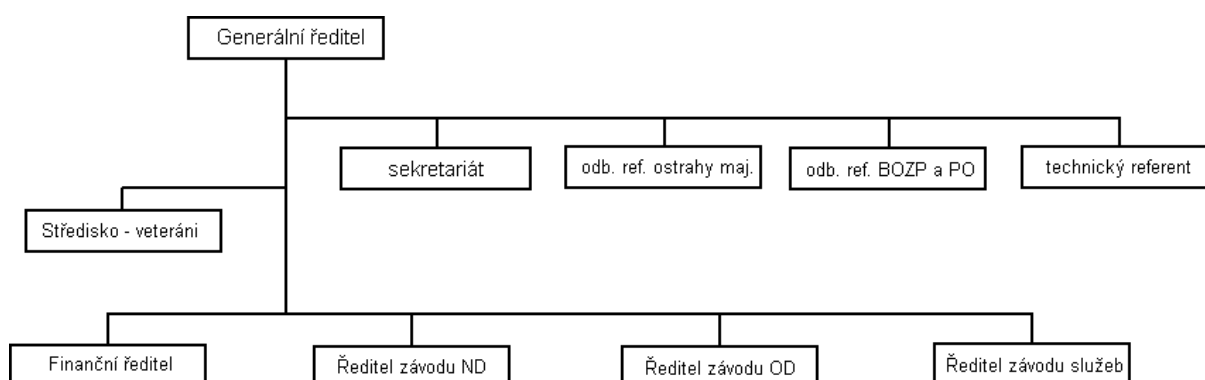 Generální ředitel
sekretariát
odb. ref. ostrahy maj.
odb. ref. BOZP a PO
technický referent
Středisko - veteráni
Finanční ředitel
Ředitel závodu ND
Ředitel závodu OD
Ředitel závodu služeb